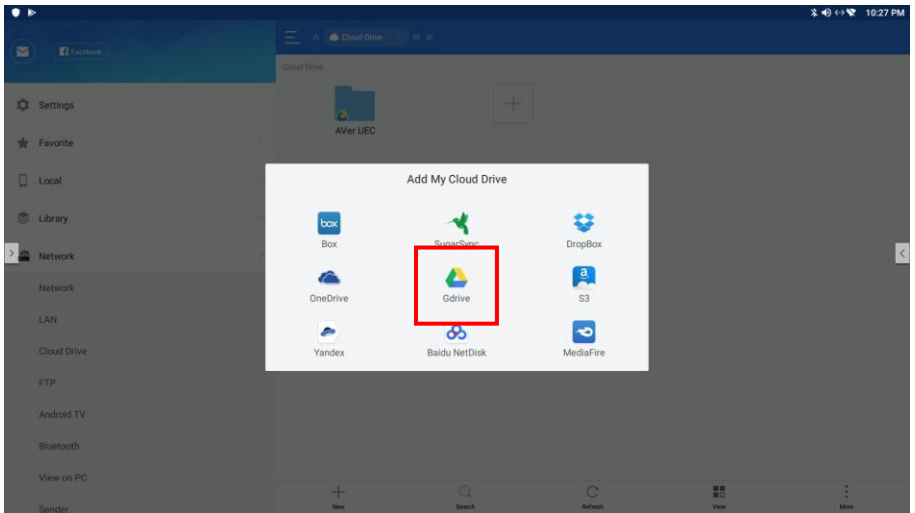 10:27 PM
Facebook
Cloud Drive
Cloud Drive
Settings
AVer UEC
Favorite
Local
Add My Cloud Drive
Library
box
Box
SugarSync
DropBox
Network
Network
a
OneDrive
Gdrive
S3
LAN
Cloud Drive
Yandex
Baidu NetDisk
MediaFire
FTP
Android TV
Bluetooth
View on PC
Sender
New
Search
Refresh
View
More